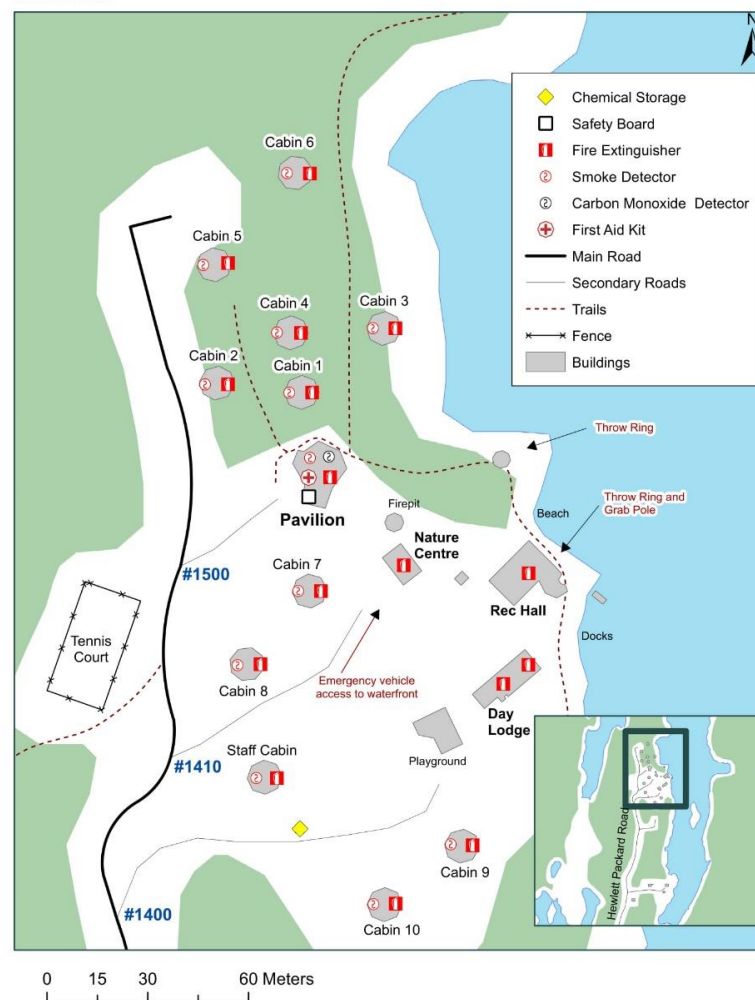 N
Chemical Storage
Safety Board
Fire Extinguisher
Smoke Detector
Carbon Monoxide Detector
First Aid Kit
Main Road
Secondary Roads
Trails
Fence
Buildings
Cabin 6
Cabin 5
Cabin 4
Cabin 3
Cabin 2
Cabin 1
Throw Ring
Throw Ring and
Grab Pole
Beach
Firepit
Pavilion
Nature
Centre
#1500
Cabin 7
Rec Hall
Tennis
Court
Docks
Cabin 8
Emergency vehicle
access to waterfront
Day
Lodge
#1410
Staff Cabin
Playground
Cabin 9
#1400
Cabin 10
Hewlett Packard Road
0 15 30 60 Meters